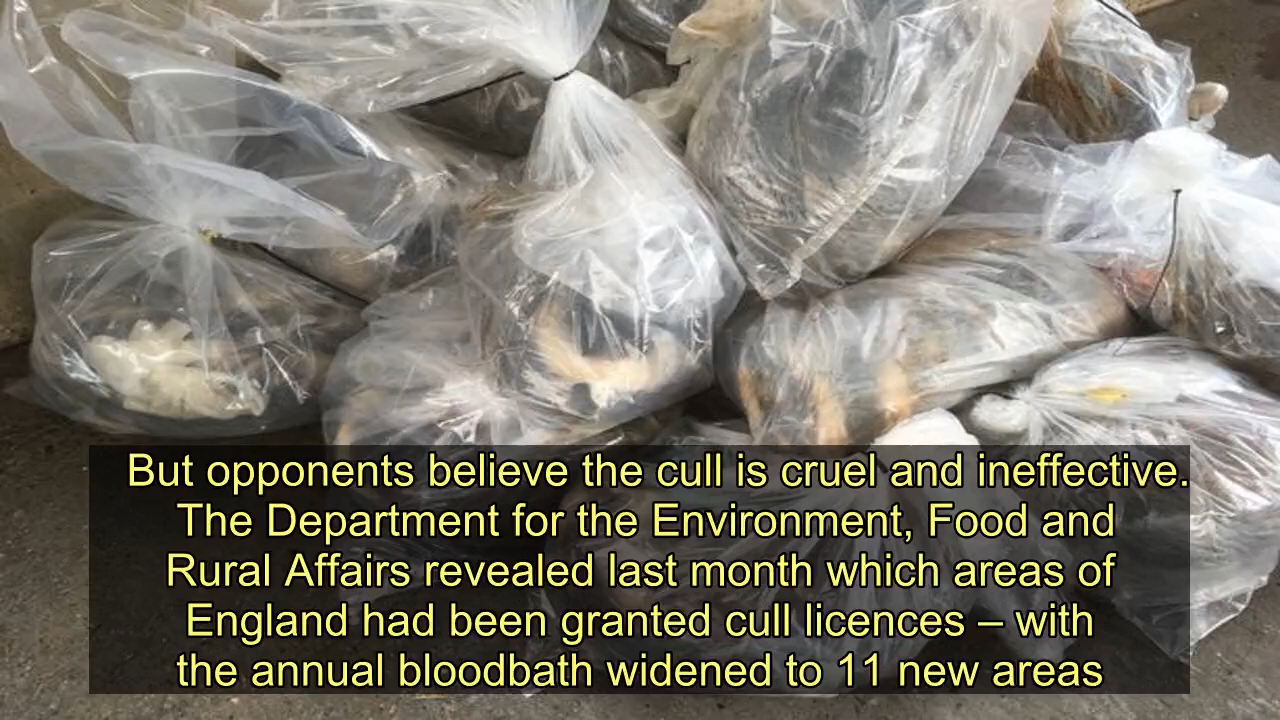 But opponents believe the cull is cruel and ineffective.
The Department for the Environment, Food and
Rural Affairs revealed last month which areas of
England had been granted cull licences – with
the annual bloodbath widened to 11 new areas